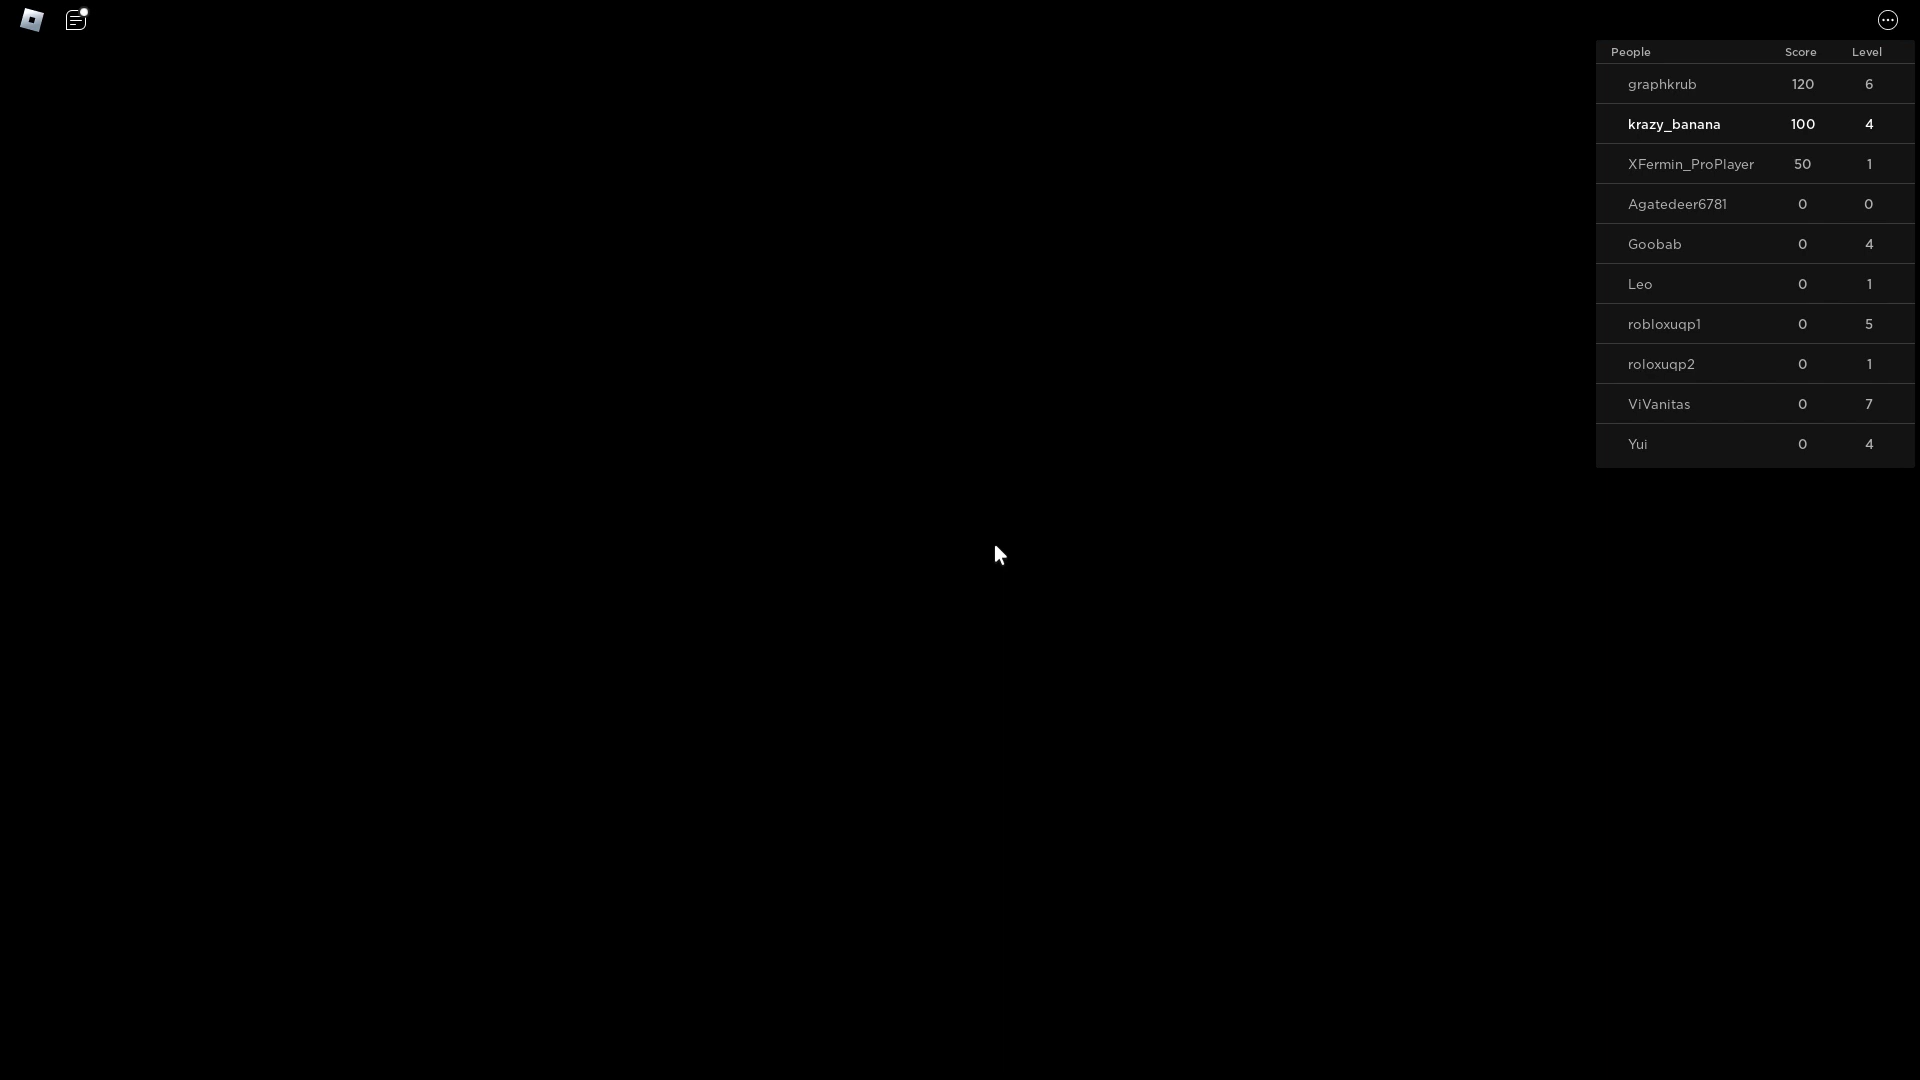 People Score Level
graphkrub 120 6
krazy_banana 100 4
XFermin_ProPlayer 50 1
Agatedeer6781 0 0
Goobab 0 4
Leo 0 1
robloxuqp1 0 5
roloxuqp2 0 1
ViVanitas 0 7
Yui 0 4